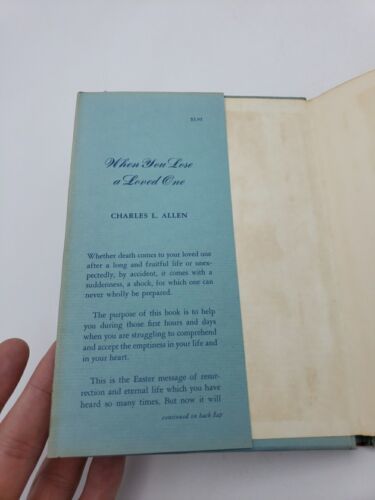 When You Lose
a Loved One
CHARLES L. ALLEN
Whether death comes to your loved one
after a long and fruitful life or unex-
pectedly, by accident, it comes with a
suddenness, a shock, for which one can
never wholly be prepared.
The purpose of this book is to help
you during those first hours and days
when you are struggling to comprehend
and accept the emptiness in your life and
in your heart.
This is the Easter message of resur-
rection and eternal life which you have
heard so many times. But now it will
continued on back flap